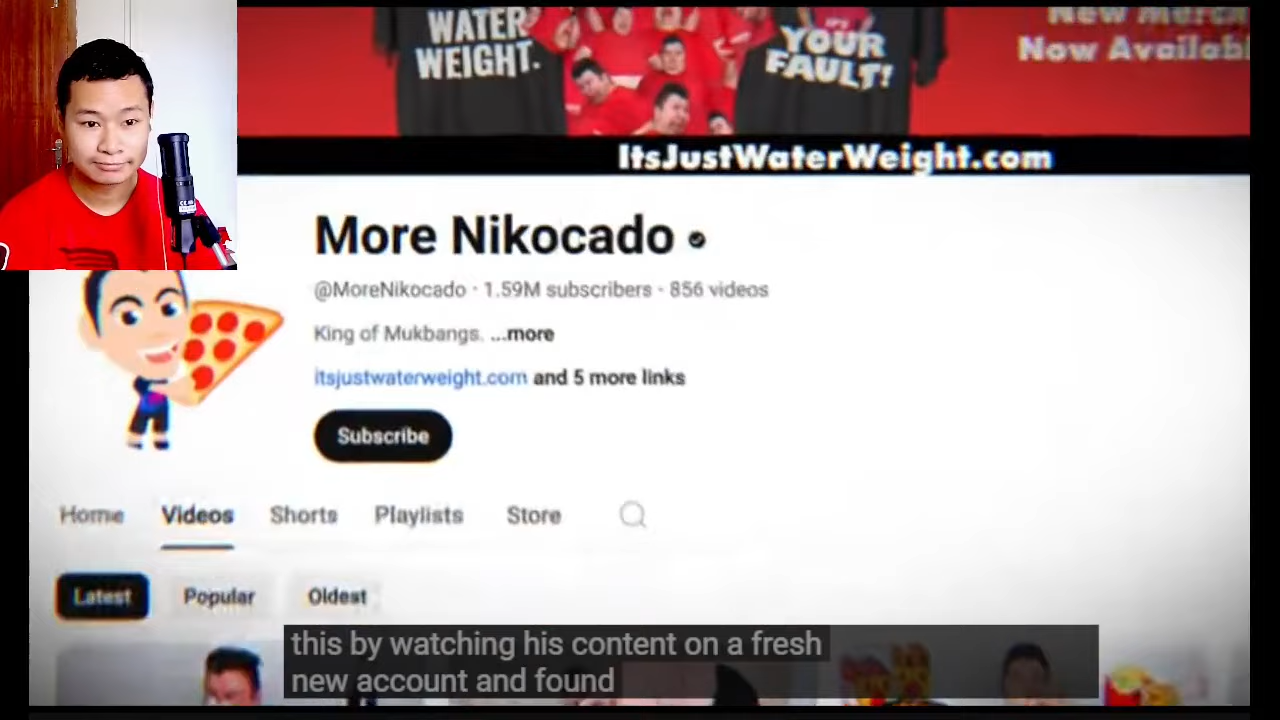 WATER
WEIGHT.
YOUR
FAULT!
New Merch
Now Availabl
ItsJustWaterWeight.com
More Nikocado
@MoreNikocado · 1.59M subscribers · 856 videos
King of Mukbangs. ...more
itsjustwaterweight.com and 5 more links
Subscribe
Home Videos Shorts Playlists Store
Latest Popular Oldest
this by watching his content on a fresh
new account and found